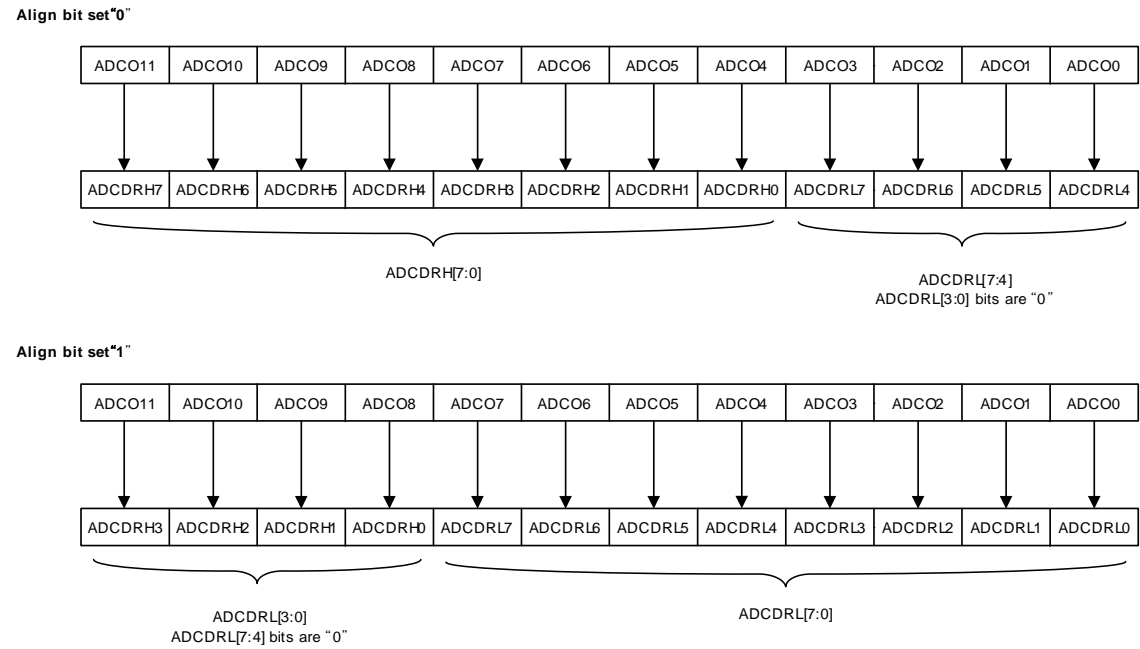 Align bit set“0”
ADCO11 ADCO10 ADCO9 ADCO8 ADCO7 ADCO6 ADCO5 ADCO4 ADCO3 ADCO2 ADCO1 ADCO0
ADCDRH7 ADCDRH6 ADCDRH5 ADCDRH4 ADCDRH3 ADCDRH2 ADCDRH1 ADCDRH0 ADCDRL7 ADCDRL6 ADCDRL5 ADCDRL4
ADCDRH[7:0]
ADCDRL[7:4]
ADCDRL[3:0] bits are “0”
Align bit set“1”
ADCO11 ADCO10 ADCO9 ADCO8 ADCO7 ADCO6 ADCO5 ADCO4 ADCO3 ADCO2 ADCO1 ADCO0
ADCDRH3 ADCDRH2 ADCDRH1 ADCDRH0 ADCDRL7 ADCDRL6 ADCDRL5 ADCDRL4 ADCDRL3 ADCDRL2 ADCDRL1 ADCDRL0
ADCDRL[3:0]
ADCDRL[7:4] bits are “0”
ADCDRL[7:0]